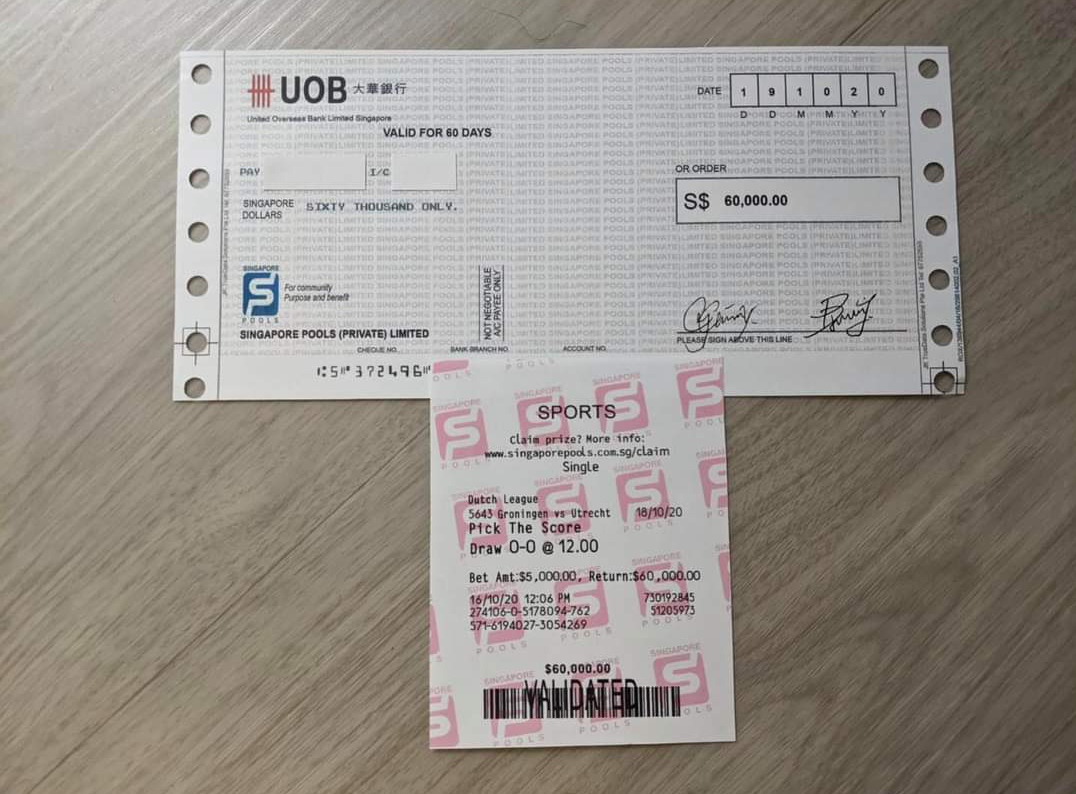 UOB 大華銀行
United Overseas Bank Limited Singapore
VALID FOR 60 DAYS
DATE 1 9 1 0 2 0
D D M M Y Y
PAY I/C
OR ORDER
SINGAPORE DOLLARS SIXTY THOUSAND ONLY.
S$ 60,000.00
SINGAPORE
POOLS
For community
Purpose and benefit
NOT NEGOTIABLE
A/C PAYEE ONLY
SINGAPORE POOLS (PRIVATE) LIMITED
PLEASE SIGN ABOVE THIS LINE
CHEQUE NO. BANK BRANCH NO. ACCOUNT NO.
372496
SPORTS
Claim prize? More info:
www.singaporepools.com.sg/claim
Single
Dutch League
5643 Groningen vs Utrecht 18/10/20
Pick The Score
Draw 0-0 @ 12.00
Bet Amt:$5,000.00, Return:$60,000.00
16/10/20 12:06 PM 730192845
274106-0-5178094-762 51205973
571-6194027-3054269
$60,000.00
VALIDATED